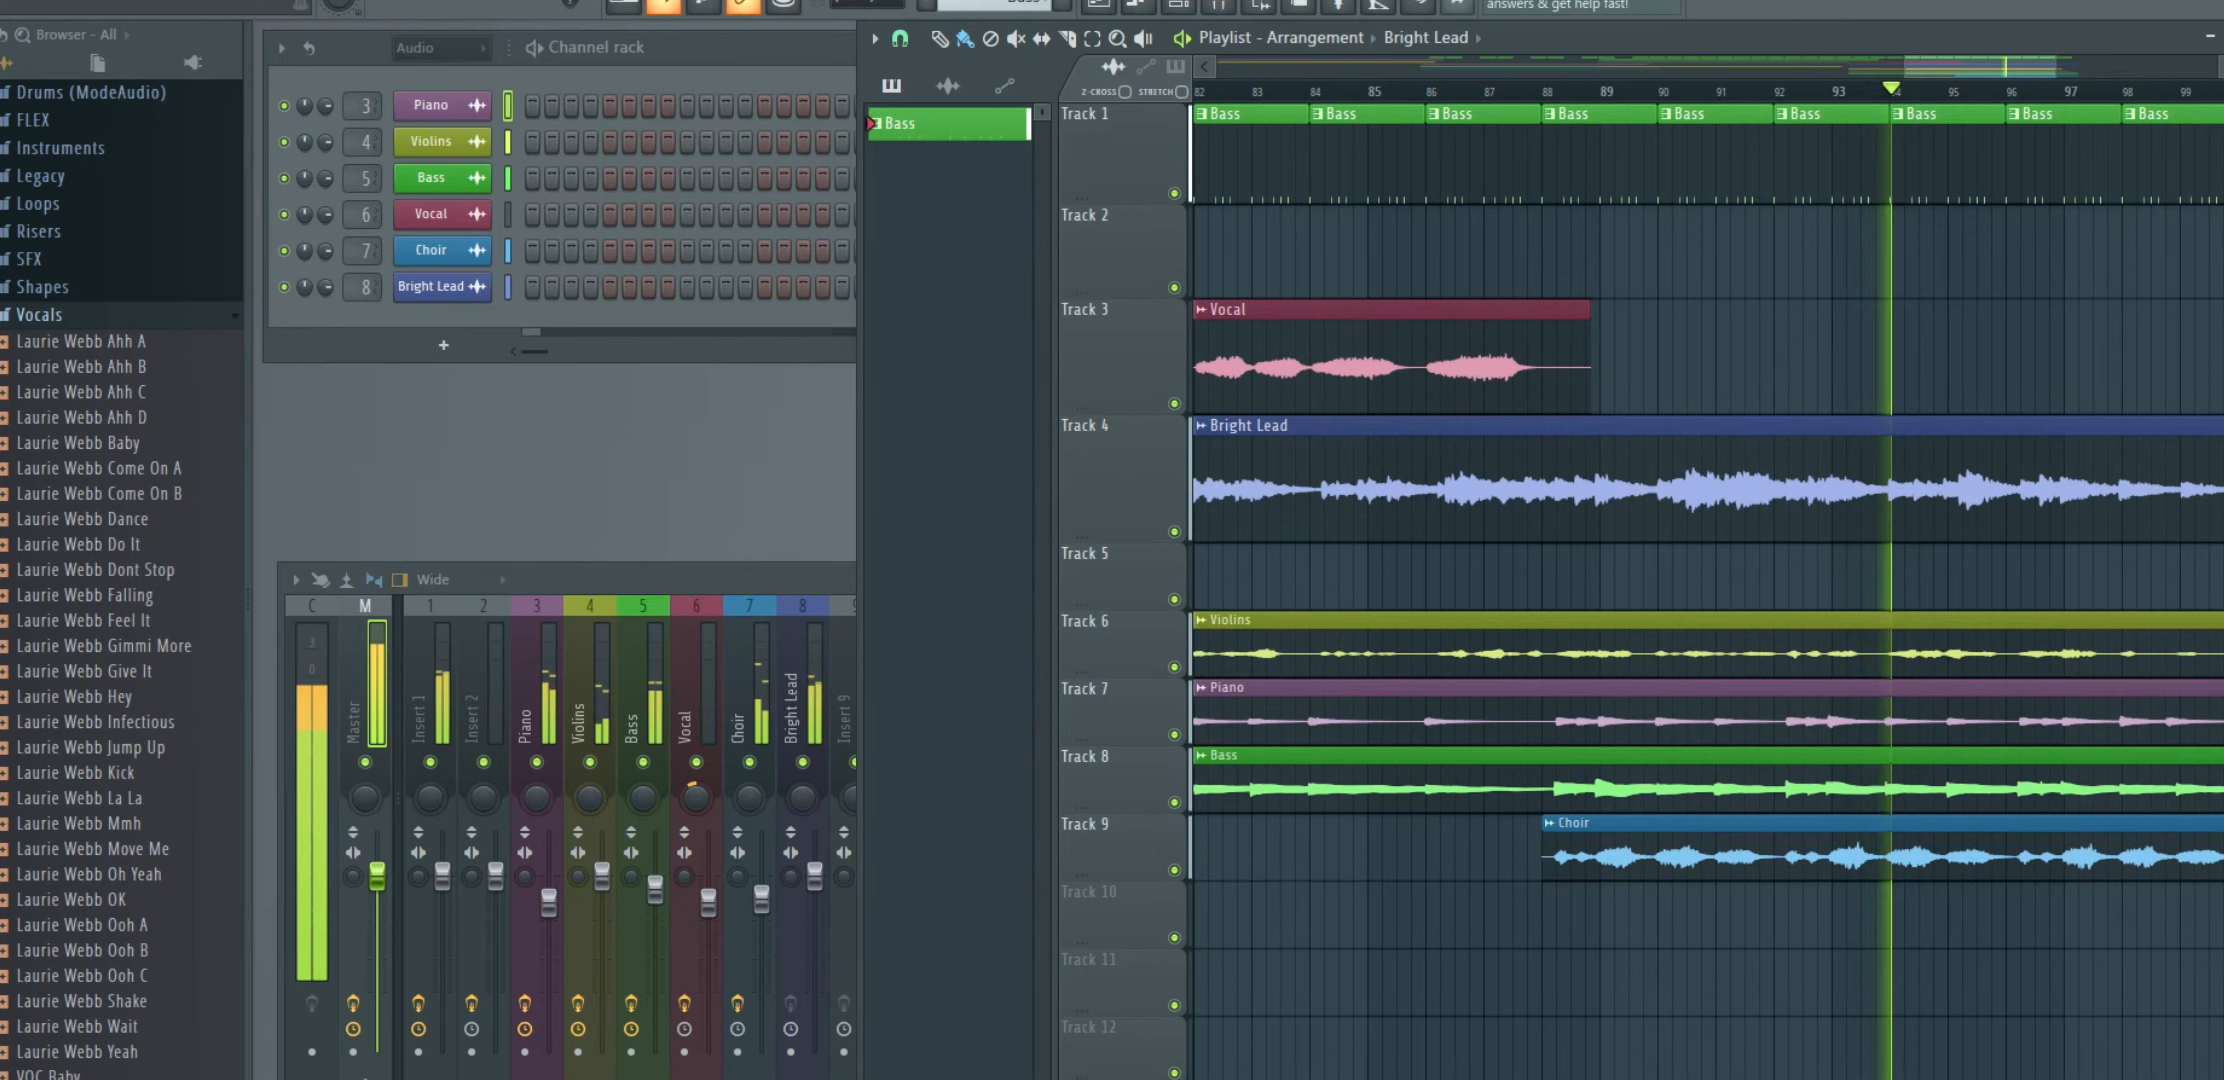 answers & get help fast!
Browser - All
Drums (ModeAudio)
FLEX
Instruments
Legacy
Loops
Risers
SFX
Shapes
Vocals
Laurie Webb Ahh A
Laurie Webb Ahh B
Laurie Webb Ahh C
Laurie Webb Ahh D
Laurie Webb Baby
Laurie Webb Come On A
Laurie Webb Come On B
Laurie Webb Dance
Laurie Webb Do It
Laurie Webb Dont Stop
Laurie Webb Falling
Laurie Webb Feel It
Laurie Webb Gimmi More
Laurie Webb Give It
Laurie Webb Hey
Laurie Webb Infectious
Laurie Webb Jump Up
Laurie Webb Kick
Laurie Webb La La
Laurie Webb Mmh
Laurie Webb Move Me
Laurie Webb Oh Yeah
Laurie Webb OK
Laurie Webb Ooh A
Laurie Webb Ooh B
Laurie Webb Ooh C
Laurie Webb Shake
Laurie Webb Wait
Laurie Webb Yeah
VOC Baby
Audio Channel rack
3 Piano
4 Violins
5 Bass
6 Vocal
7 Choir
8 Bright Lead
+
Wide
C M 1 2 3 4 5 6 7 8 9
3
0
Master
Insert 1
Insert 2
Piano
Violins
Bass
Vocal
Choir
Bright Lead
Insert 9
Playlist - Arrangement Bright Lead
Bass
Z-CROSS STRETCH
82 83 84 85 86 87 88 89 90 91 92 93 94 95 96 97 98 99
Track 1
Bass Bass Bass Bass Bass Bass Bass Bass Bass
Track 2
Track 3
Vocal
Track 4
Bright Lead
Track 5
Track 6
Violins
Track 7
Piano
Track 8
Bass
Track 9
Choir
Track 10
Track 11
Track 12